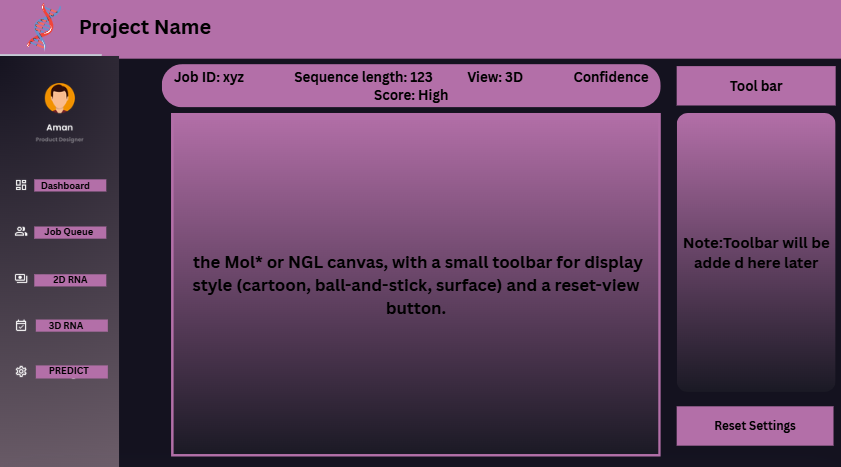 Project Name
Aman
Product Designer
Dashboard
Job Queue
2D RNA
3D RNA
PREDICT
Job ID: xyz Sequence length: 123 View: 3D Confidence
Score: High
the Mol* or NGL canvas, with a small toolbar for display
style (cartoon, ball-and-stick, surface) and a reset-view
button.
Tool bar
Note:Toolbar will be
adde d here later
Reset Settings